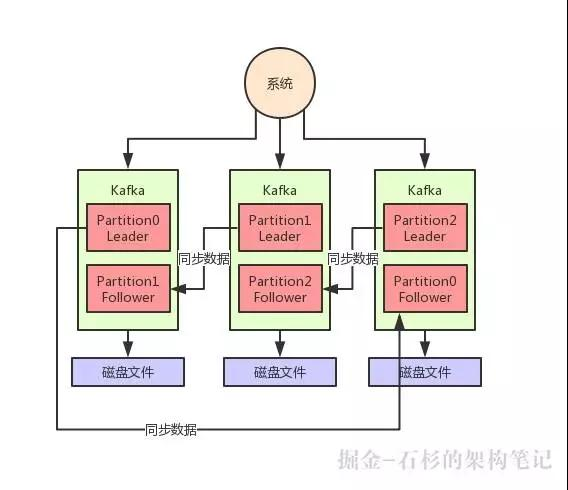 系统
Kafka
Partition0
Leader
Partition1
Follower
磁盘文件
Kafka
Partition1
Leader
Partition2
Follower
磁盘文件
Kafka
Partition2
Leader
Partition0
Follower
磁盘文件
同步数据
同步数据
同步数据
掘金-石杉的架构笔记